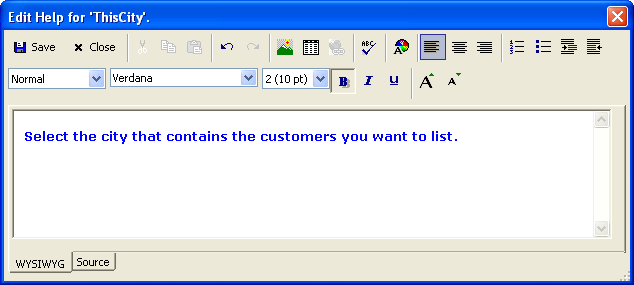 Edit Help for 'ThisCity'.
Save Close ABC
Normal Verdana 2 (10 pt) B I U A A
Select the city that contains the customers you want to list.
WYSIWYG Source